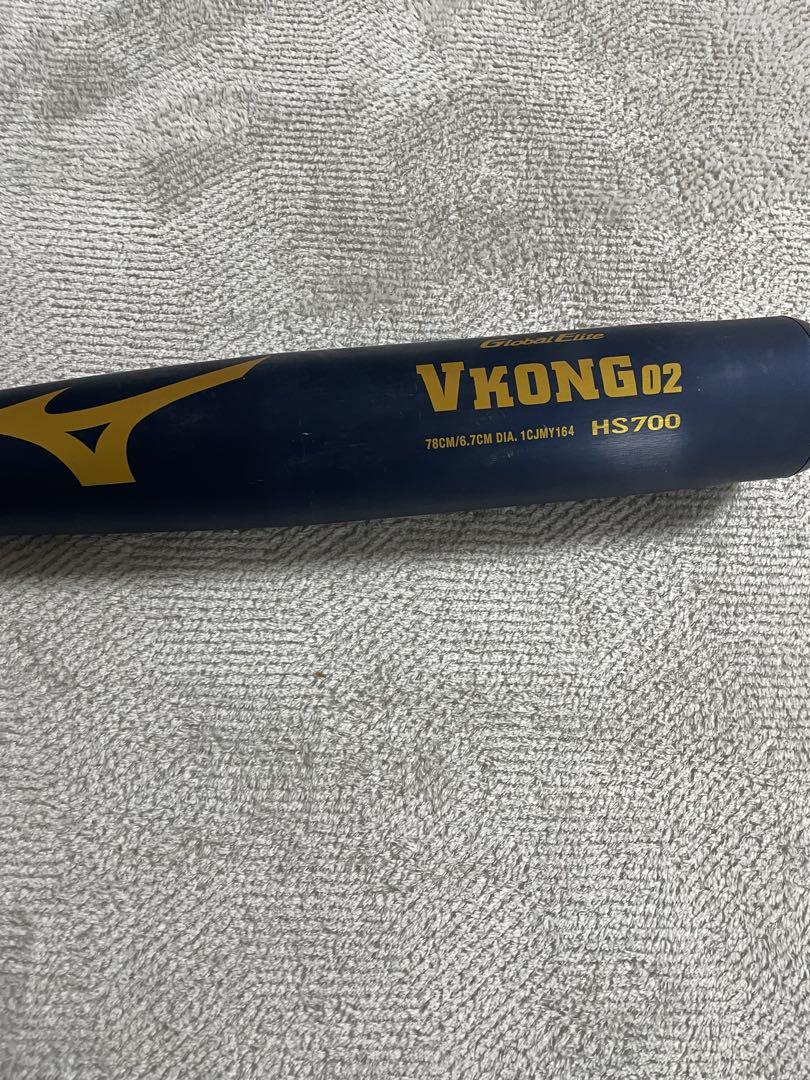 Global Elite
VKONG02
78CM/6.7CM DIA. 1CJMY164 HS700